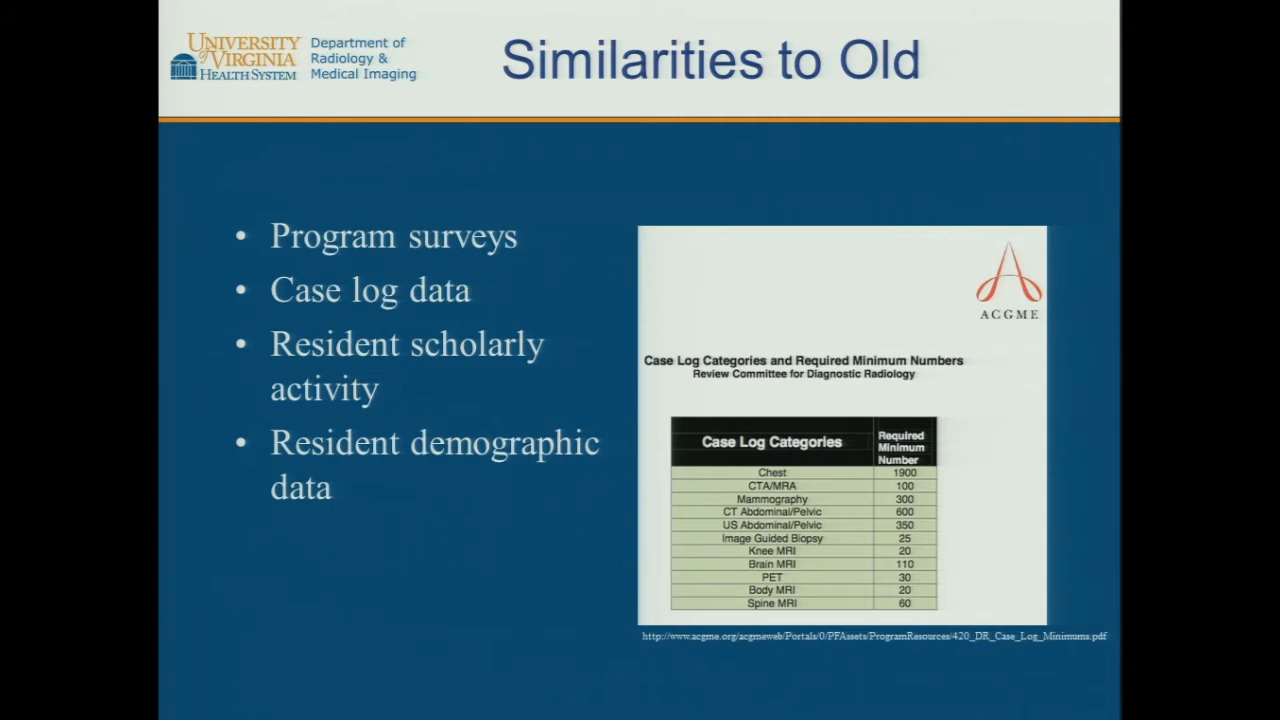 UNIVERSITY
of VIRGINIA
HEALTH SYSTEM
Department of
Radiology &
Medical Imaging
Similarities to Old
• Program surveys
• Case log data
• Resident scholarly
activity
• Resident demographic
data
ACGME
Case Log Categories and Required Minimum Numbers
Review Committee for Diagnostic Radiology
Case Log Categories Required
Minimum
Number
Chest 1900
CTA/MRA 100
Mammography 300
CT Abdominal/Pelvic 600
US Abdominal/Pelvic 350
Image Guided Biopsy 25
Knee MRI 20
Brain MRI 110
PET 30
Body MRI 20
Spine MRI 60
http://www.acgme.org/acgmeweb/Portals/0/PFAssets/ProgramResources/420_DR_Case_Log_Minimums.pdf